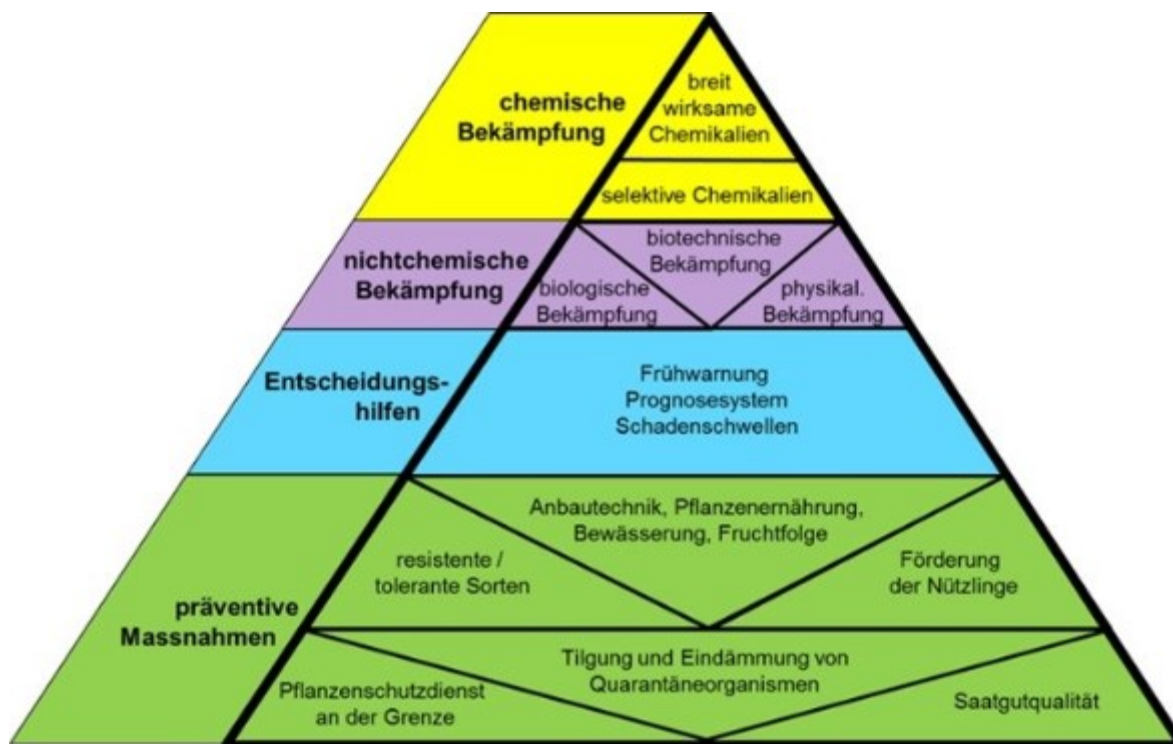 chemische
Bekämpfung
breit
wirksame
Chemikalien
selektive Chemikalien
nichtchemische
Bekämpfung
biotechnische
Bekämpfung
biologische
Bekämpfung
physikal.
Bekämpfung
Entscheidungs-
hilfen
Frühwarnung
Prognosesystem
Schadenschwellen
präventive
Massnahmen
Anbautechnik, Pflanzenernährung,
Bewässerung, Fruchtfolge
resistente /
tolerante Sorten
Förderung
der Nützlinge
Tilgung und Eindämmung von
Quarantäneorganismen
Pflanzenschutzdienst
an der Grenze
Saatgutqualität